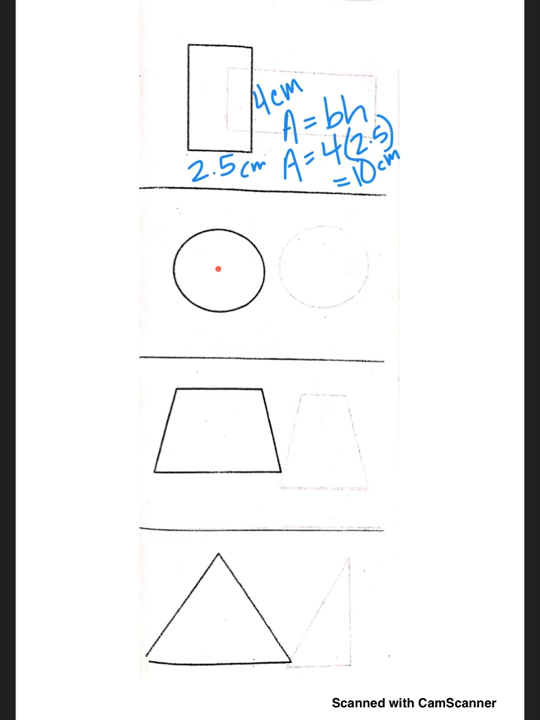 4cm
A = bh
2.5cm A = 4(2.5)
= 10cm
Scanned with CamScanner